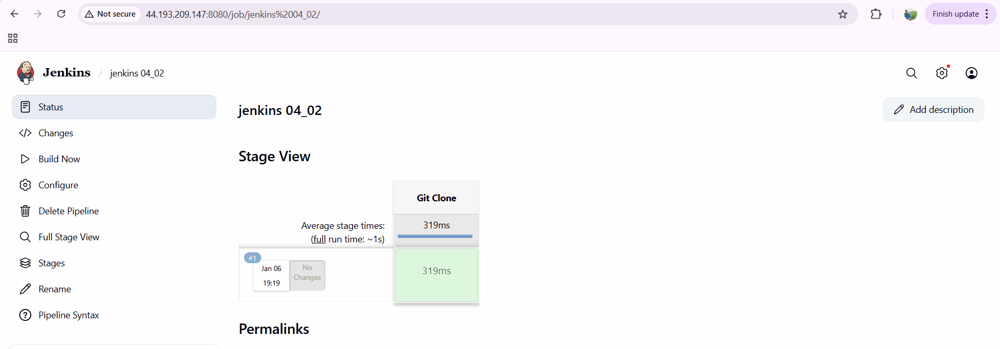 Not secure
44.193.209.147:8080/job/jenkins%2004_02/
Finish update
Jenkins / jenkins 04_02
Status
Changes
Build Now
Configure
Delete Pipeline
Full Stage View
Stages
Rename
Pipeline Syntax
jenkins 04_02
Add description
Stage View
Git Clone
Average stage times:
(full run time: ~1s)
319ms
#1
Jan 06
19:19
No
Changes
319ms
Permalinks